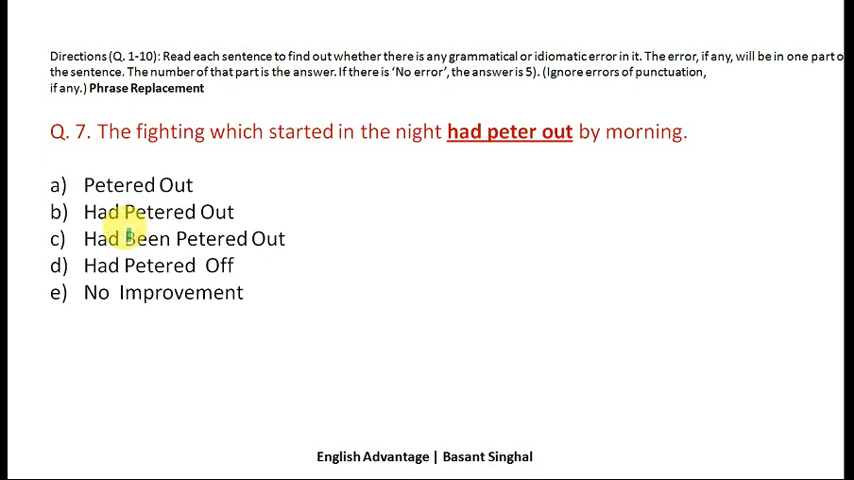 Directions (Q. 1-10): Read each sentence to find out whether there is any grammatical or idiomatic error in it. The error, if any, will be in one part o
the sentence. The number of that part is the answer. If there is ‘No error’, the answer is 5). (Ignore errors of punctuation,
if any.) Phrase Replacement
Q. 7. The fighting which started in the night had peter out by morning.
a) Petered Out
b) Had Petered Out
c) Had Been Petered Out
d) Had Petered Off
e) No Improvement
English Advantage | Basant Singhal